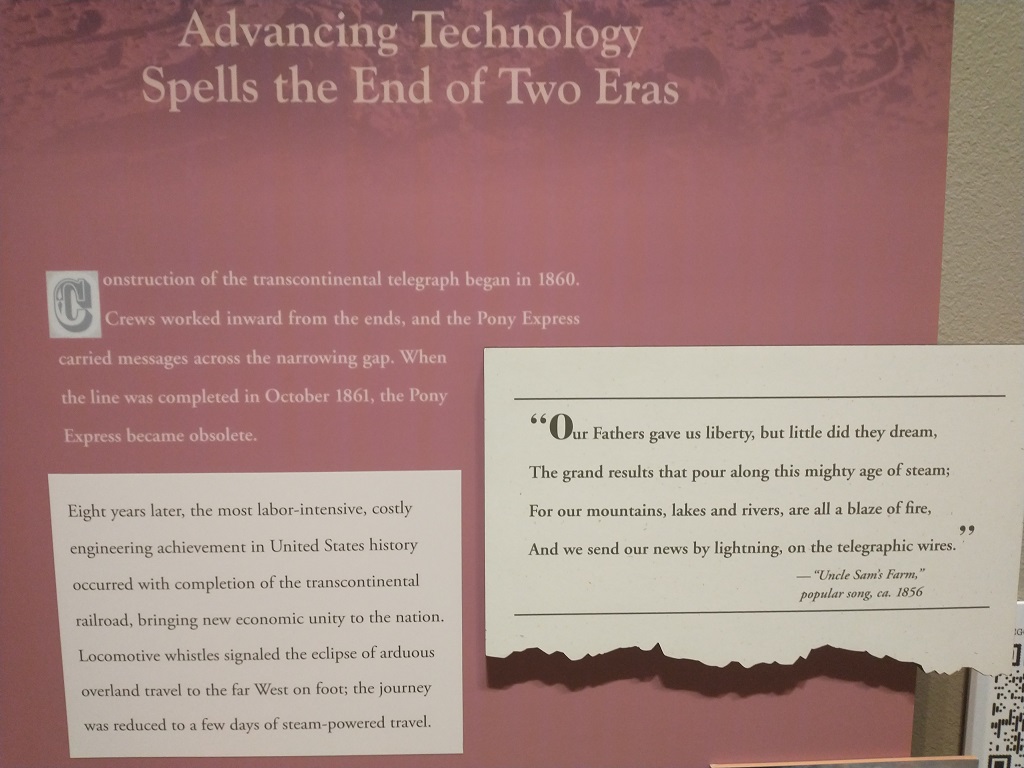 Advancing Technology
Spells the End of Two Eras
Construction of the transcontinental telegraph began in 1860.
Crews worked inward from the ends, and the Pony Express
carried messages across the narrowing gap. When
the line was completed in October 1861, the Pony
Express became obsolete.
Eight years later, the most labor-intensive, costly
engineering achievement in United States history
occurred with completion of the transcontinental
railroad, bringing new economic unity to the nation.
Locomotive whistles signaled the eclipse of arduous
overland travel to the far West on foot; the journey
was reduced to a few days of steam-powered travel.
“Our Fathers gave us liberty, but little did they dream,
The grand results that pour along this mighty age of steam;
For our mountains, lakes and rivers, are all a blaze of fire,
And we send our news by lightning, on the telegraphic wires.”
— “Uncle Sam's Farm,”
popular song, ca. 1856